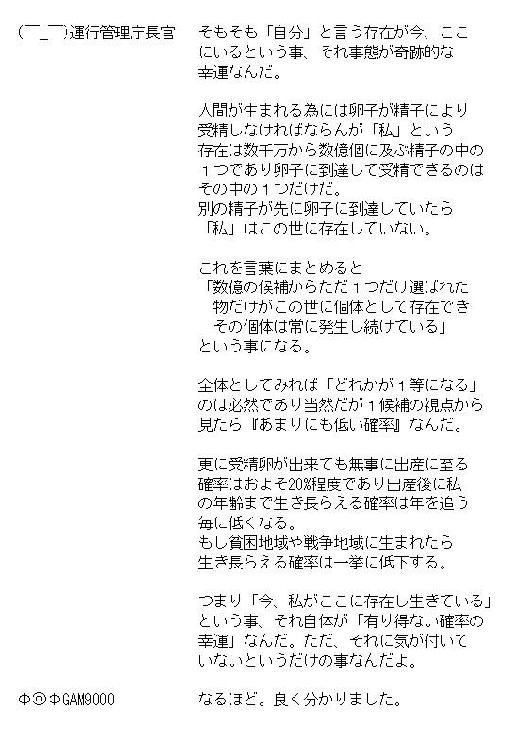 (￣_￣)運行管理庁長官 そもそも「自分」と言う存在が今、ここ
にいるという事、それ事態が奇跡的な
幸運なんだ。
人間が生まれる為には卵子が精子により
受精しなければならんが「私」という
存在は数千万から数億個に及ぶ精子の中の
１つであり卵子に到達して受精できるのは
その中の１つだけだ。
別の精子が先に卵子に到達していたら
「私」はこの世に存在していない。
これを言葉にまとめると
「数億の候補からただ１つだけ選ばれた
物だけがこの世に個体として存在でき
その個体は常に発生し続けている」
という事になる。
全体としてみれば「どれかが１等になる」
のは必然であり当然だが１候補の視点から
見たら『あまりにも低い確率』なんだ。
更に受精卵が出来ても無事に出産に至る
確率はおよそ20%程度であり出産後に私
の年齢まで生き長らえる確率は年を追う
毎に低くなる。
もし貧困地域や戦争地域に生まれたら
生き長らえる確率は一挙に低下する。
つまり「今、私がここに存在し生きている」
という事、それ自体が「有り得ない確率の
幸運」なんだ。ただ、それに気が付いて
いないというだけの事なんだよ。
Φ∩ΦGAM9000 なるほど。良く分かりました。